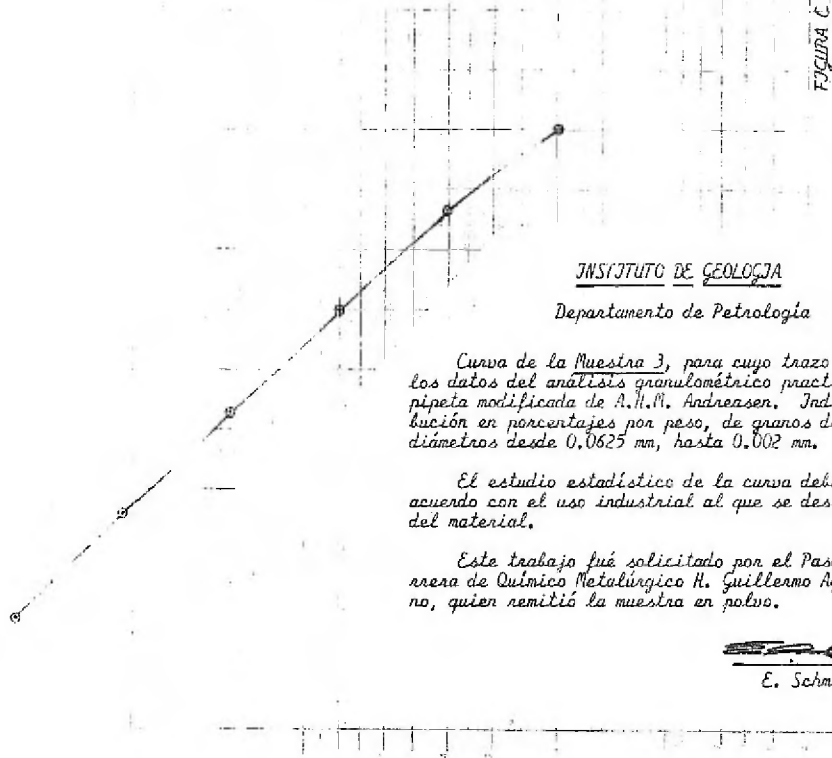 FIGURA C
INSTITUTO DE GEOLOGIA
Departamento de Petrología
Curva de la Muestra 3, para cuyo trazo
los datos del análisis granulométrico pract
pipeta modificada de A.H.M. Andreasen. Ind
bución en porcentajes por peso, de granos d
diámetros desde 0.0625 mm, hasta 0.002 mm.
El estudio estadístico de la curva deb
acuerdo con el uso industrial al que se des
del material.
Este trabajo fué solicitado por el Pas
rrera de Químico Metalúrgico H. Guillermo A
no, quien remitió la muestra en polvo.
E. Schm